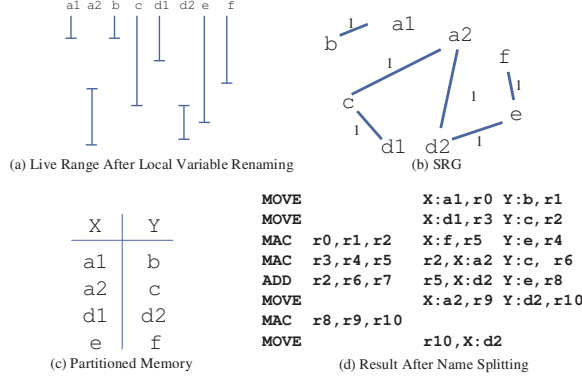 a1 a2 b c d1 d2 e f
(a) Live Range After Local Variable Renaming
b 1 a1
a2
1
f
c
1
1
e
1
d1
d2
1
(b) SRG
X Y
a1 b
a2 c
d1 d2
e f
(c) Partitioned Memory
MOVE X:a1,r0 Y:b,r1
MOVE X:d1,r3 Y:c,r2
MAC r0,r1,r2 X:f,r5 Y:e,r4
MAC r3,r4,r5 r2,X:a2 Y:c, r6
ADD r2,r6,r7 r5,X:d2 Y:e,r8
MOVE X:a2,r9 Y:d2,r10
MAC r8,r9,r10
MOVE r10,X:d2
(d) Result After Name Splitting